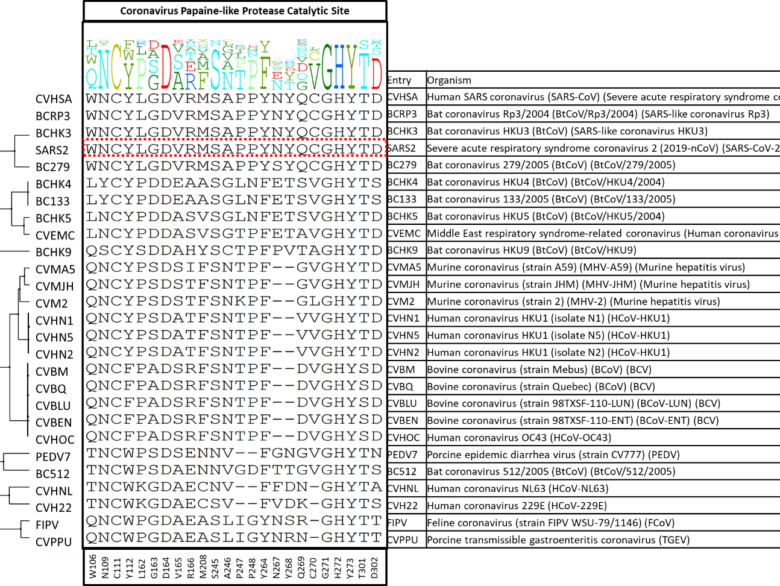 Coronavirus Papaine-like Protease Catalytic Site
Entry Organism
CVHSA WNCYLGDVRMSAPPYNYQCGHYTD CVHSA Human SARS coronavirus (SARS-CoV) (Severe acute respiratory syndrome co
BCRP3 WNCYLGDVRMSAPPYNYQCGHYTD BCRP3 Bat coronavirus Rp3/2004 (BtCoV/Rp3/2004) (SARS-like coronavirus Rp3)
BCHK3 WNCYLGDVRMSAPPYNYQCGHYTD BCHK3 Bat coronavirus HKU3 (BtCoV) (SARS-like coronavirus HKU3)
SARS2 WNCYLGDVRMSAPPYNYQCGHYTD SARS2 Severe acute respiratory syndrome coronavirus 2 (2019-nCoV) (SARS-CoV-2
BC279 WNCYLGDVRMSAPPYSYQCGHYTD BC279 Bat coronavirus 279/2005 (BtCoV) (BtCoV/279/2005)
BCHK4 LYCYPDDEAASGLNFETSVGHYTS BCHK4 Bat coronavirus HKU4 (BtCoV) (BtCoV/HKU4/2004)
BC133 LYCYPDDEAASGLNFETSVGHYTS BC133 Bat coronavirus 133/2005 (BtCoV) (BtCoV/133/2005)
BCHK5 LNCYPDDASVSGLNFETSVGHYTD BCHK5 Bat coronavirus HKU5 (BtCoV) (BtCoV/HKU5/2004)
CVEMC LNCYLDDVSVSGTPFETAVGHYTD CVEMC Middle East respiratory syndrome-related coronavirus (Human coronavirus
BCHK9 QSCYSDDAHYSCTPFPVTAGHYTD BCHK9 Bat coronavirus HKU9 (BtCoV) (BtCoV/HKU9)
CVMA5 QNCYPSDSIFSNTPF--VGHYTD CVMA5 Murine coronavirus (strain A59) (MHV-A59) (Murine hepatitis virus)
CVMJH QNCYPSDSTFSNTPF--GVGHYTD CVMJH Murine coronavirus (strain JHM) (MHV-JHM) (Murine hepatitis virus)
CVM2 QNCYPSDSTFSNKPF--GLGHYTD CVM2 Murine coronavirus (strain 2) (MHV-2) (Murine hepatitis virus)
CVHN1 QNCYPSDATFSNTPF--VVGHYTD CVHN1 Human coronavirus HKU1 (isolate N1) (HCoV-HKU1)
CVHN5 QNCYPSDATFSNTPF--VVGHYTD CVHN5 Human coronavirus HKU1 (isolate N5) (HCoV-HKU1)
CVHN2 QNCYPSDATFSNTPF--VVGHYTD CVHN2 Human coronavirus HKU1 (isolate N2) (HCoV-HKU1)
CVBM QNCFPADSRFSNTPF--DVGHYSD CVBM Bovine coronavirus (strain Mebus) (BCoV) (BCV)
CVBQ QNCFPADSRFSNTPF--DVGHYSD CVBQ Bovine coronavirus (strain Quebec) (BCoV) (BCV)
CVBLU QNCFPADSRFSNTPF--DVGHYSD CVBLU Bovine coronavirus (strain 98TXSF-110-LUN) (BCoV-LUN) (BCV)
CVBEN QNCFPADSRFSNTPF--DVGHYSD CVBEN Bovine coronavirus (strain 98TXSF-110-ENT) (BCoV-ENT) (BCV)
CVHOC QNCFPADSRFSNTPF--DVGHYSD CVHOC Human coronavirus OC43 (HCoV-OC43)
PEDV7 TNCWPSDSENNV--FGNGVGHYTN PEDV7 Porcine epidemic diarrhea virus (strain CV777) (PEDV)
BC512 TNCWPGDAENNVGDFTTGVGHYTS BC512 Bat coronavirus 512/2005 (BtCoV) (BtCoV/512/2005)
CVHNL TNCWKGDAECNV--FFDN-GHYTA CVHNL Human coronavirus NL63 (HCoV-NL63)
CVH22 TNCWKGDAECSV--FVDK-GHYTS CVH22 Human coronavirus 229E (HCoV-229E)
FIPV QNCWPGDAEASLIGYNSR-GHYTT FIPV Feline coronavirus (strain FIPV WSU-79/1146) (FCoV)
CVPPU QNCWPGDAEASLIGYNRN-GHYTT CVPPU Porcine transmissible gastroenteritis coronavirus (TGEV)
W106 N109 C111 Y112 L162 G163 D164 V165 R166 M208 S245 A246 P247 P248 Y264 N267 Y268 Q269 C270 G271 H272 Y273 T301 D302